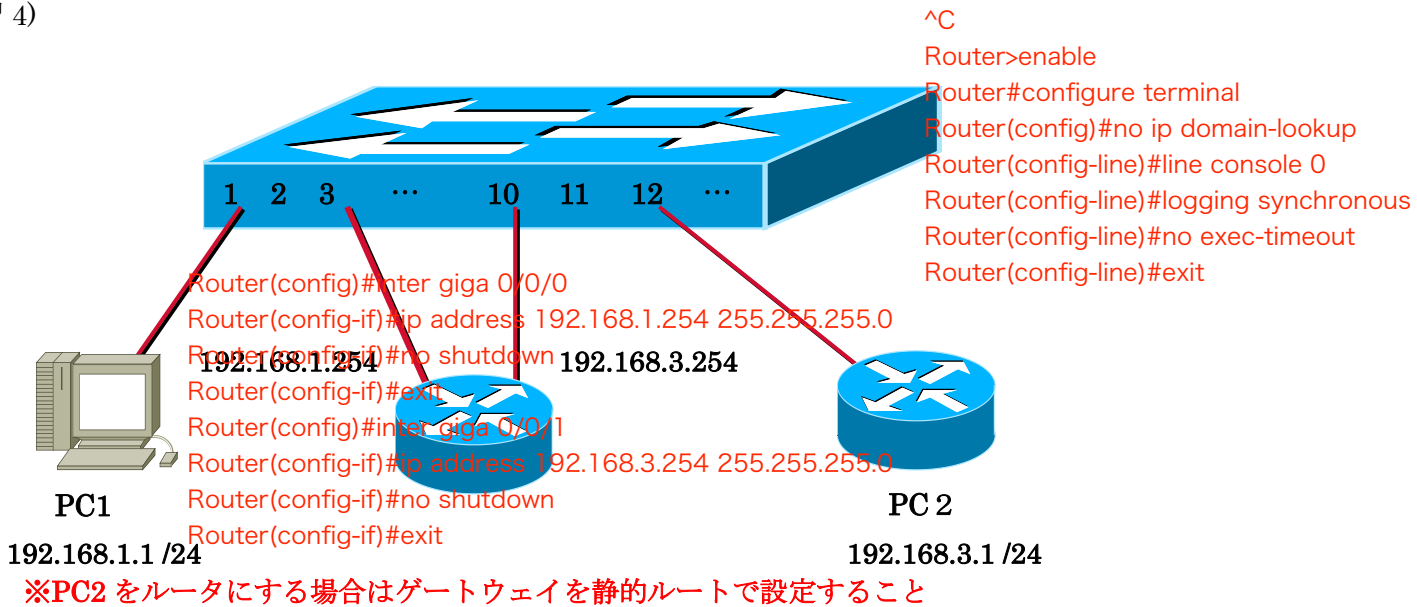 4)
^C
Router>enable
Router#configure terminal
Router(config)#no ip domain-lookup
Router(config-line)#line console 0
Router(config-line)#logging synchronous
Router(config-line)#no exec-timeout
Router(config-line)#exit
1 2 3 … 10 11 12 …
Router(config)#inter giga 0/0/0
Router(config-if)#ip address 192.168.1.254 255.255.255.0
Router(config-if)#no shutdown
192.168.1.254
192.168.3.254
Router(config-if)#exit
Router(config)#inter giga 0/0/1
Router(config-if)#ip address 192.168.3.254 255.255.255.0
Router(config-if)#no shutdown
Router(config-if)#exit
PC1
192.168.1.1 /24
PC 2
192.168.3.1 /24
※PC2 をルータにする場合はゲートウェイを静的ルートで設定すること